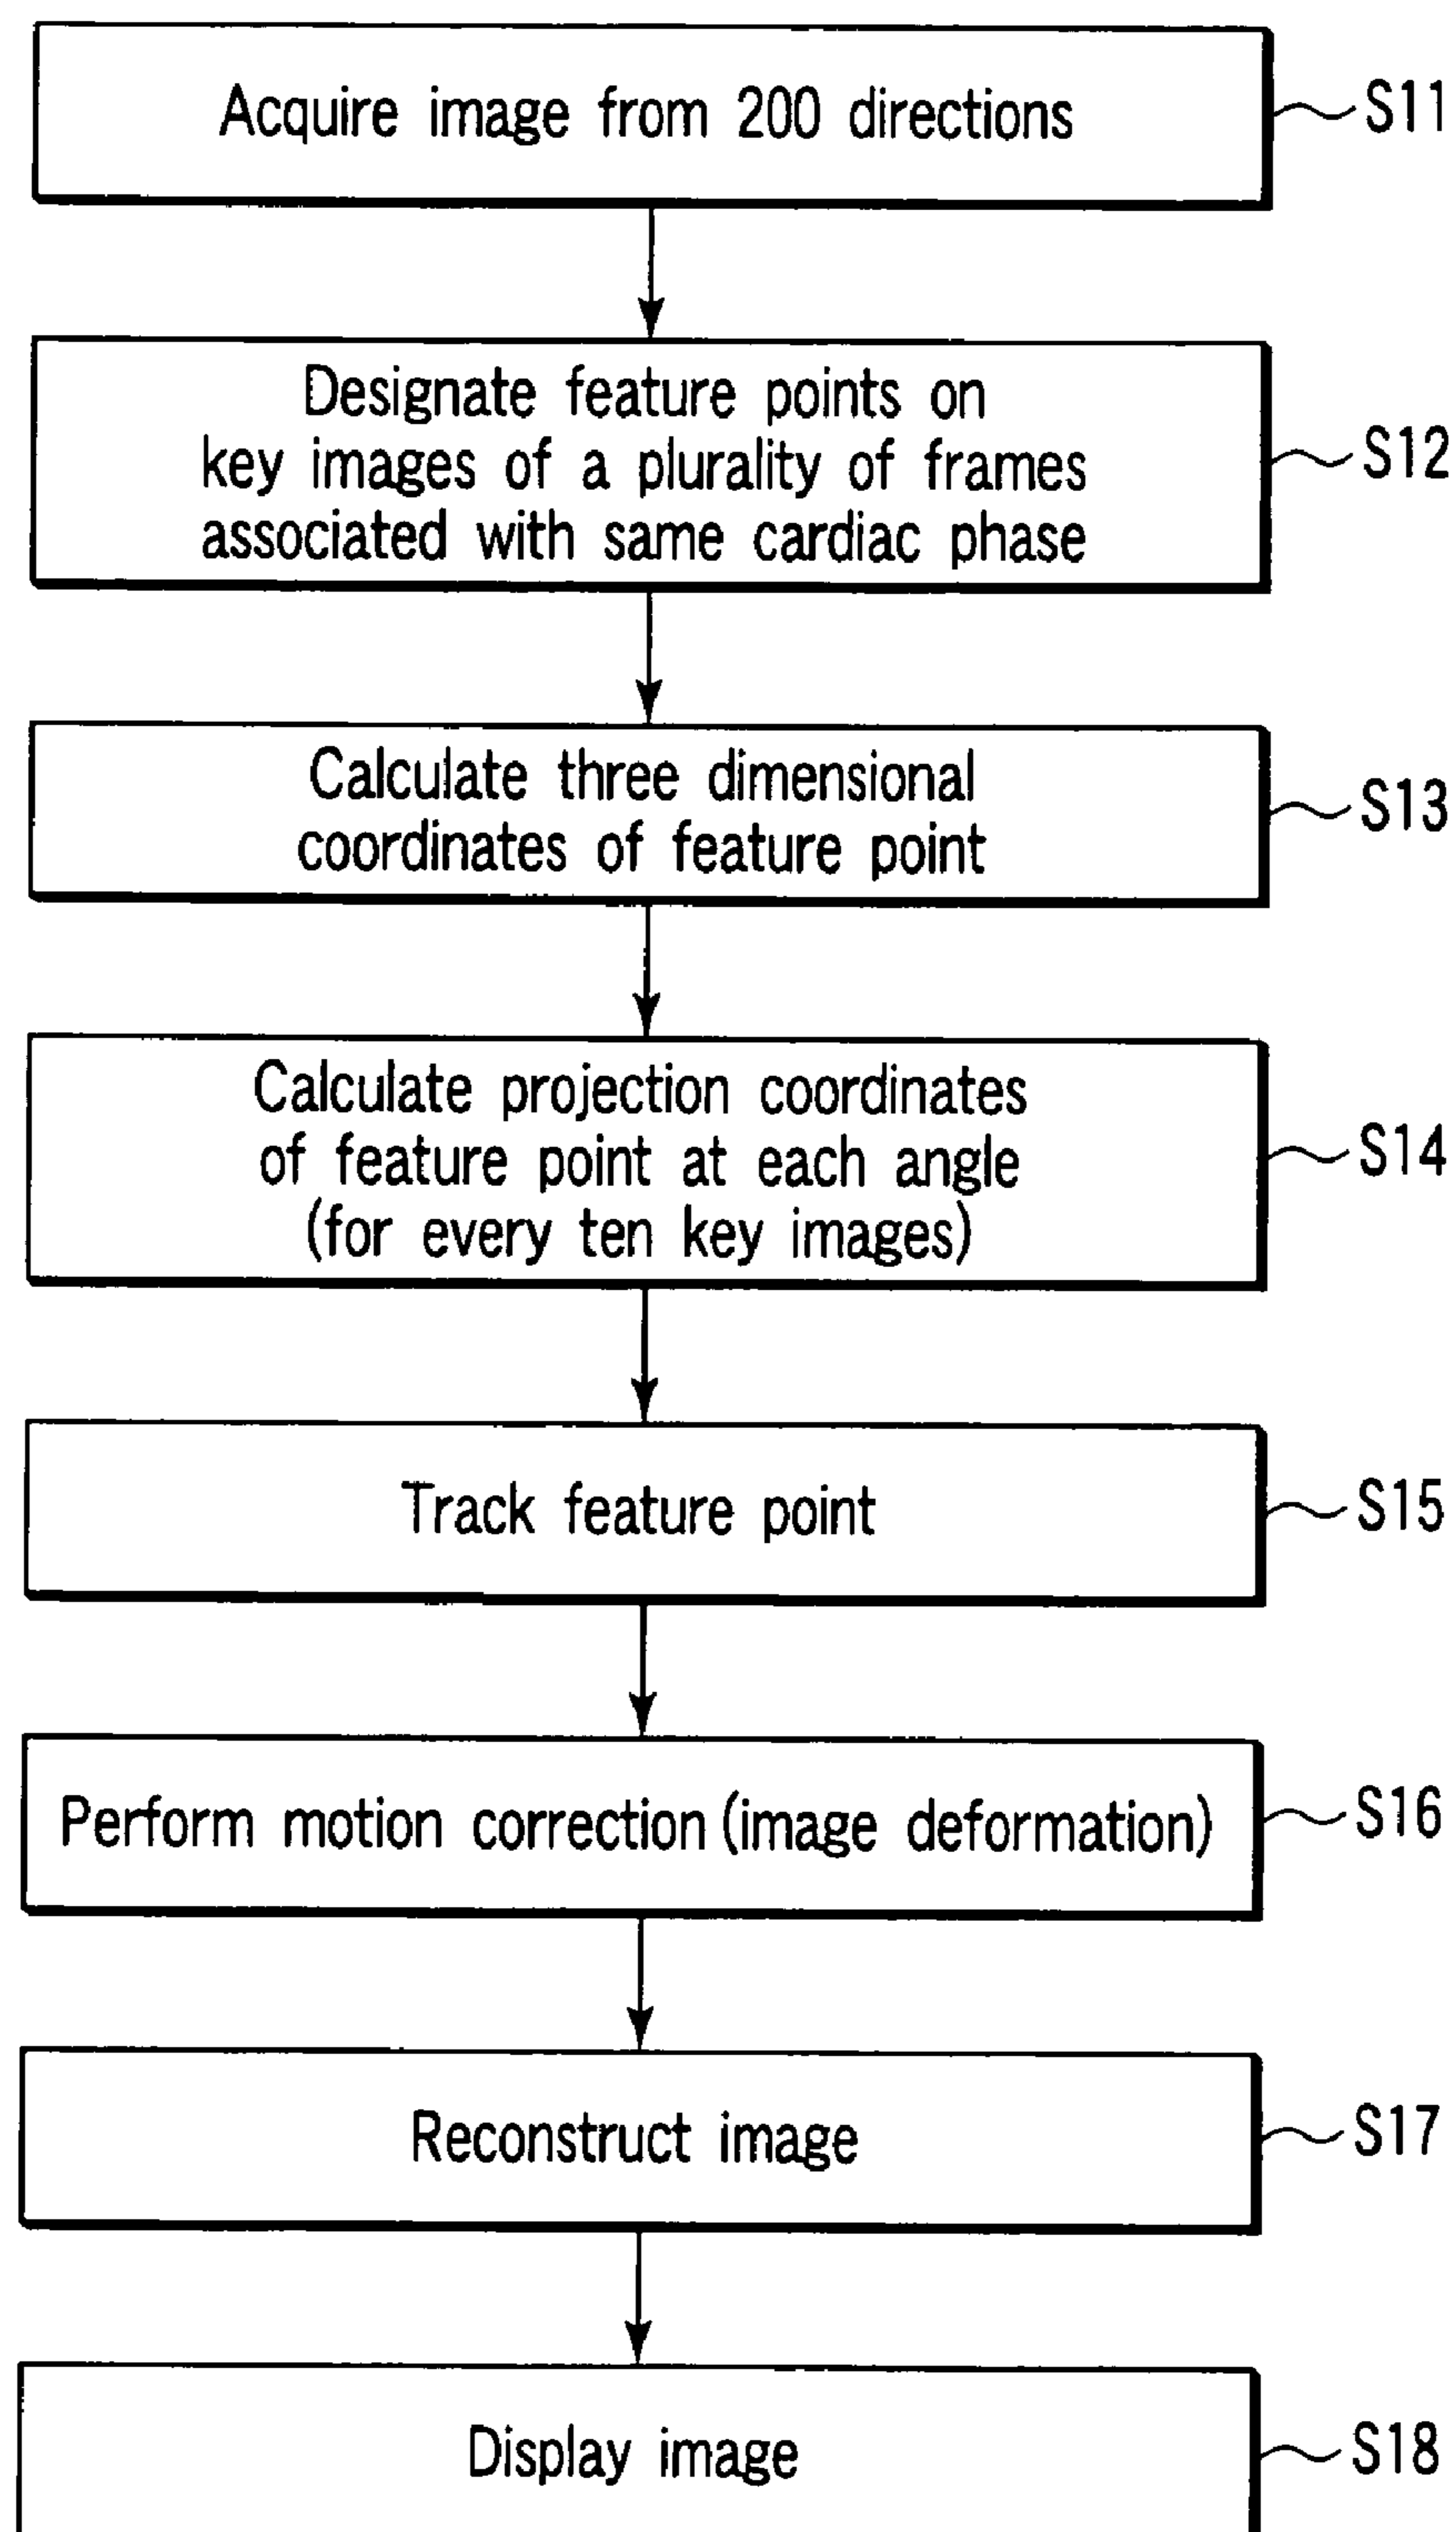 Acquire image from 200 directions
S11
Designate feature points on
key images of a plurality of frames
associated with same cardiac phase
S12
Calculate three dimensional
coordinates of feature point
S13
Calculate projection coordinates
of feature point at each angle
(for every ten key images)
S14
Track feature point
S15
Perform motion correction (image deformation)
S16
Reconstruct image
S17
Display image
S18